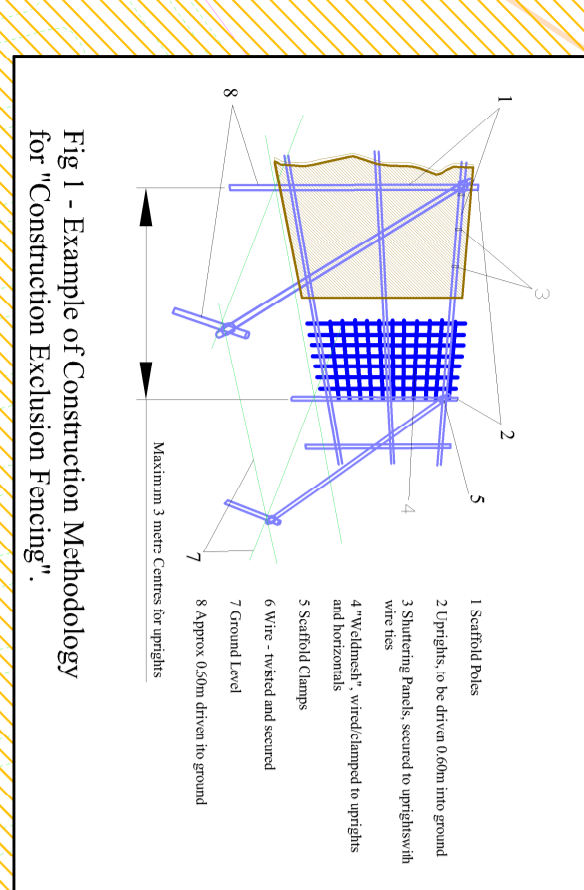 1
2
3
4
5
7
8
1 Scaffold Poles
2 Uprights, to be driven 0.60m into ground
3 Shuttering Panels, secured to uprightswith
wire ties
4 "Weldmesh", wired/clamped to uprights
and horizontals
5 Scaffold Clamps
6 Wire - twisted and secured
7 Ground Level
8 Approx 0.50m driven ito ground
Maximum 3 metre Centres for uprights
Fig 1 - Example of Construction Methodology
for "Construction Exclusion Fencing".